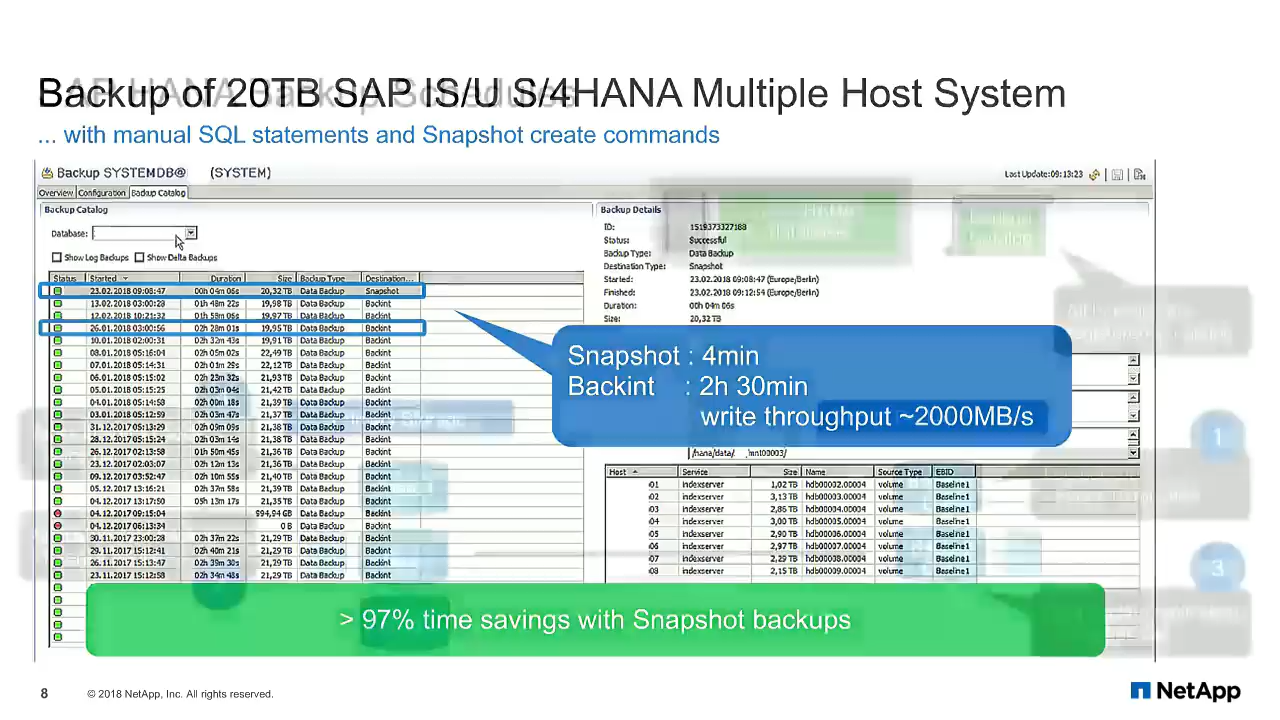 Backup of 20TB SAP IS/U S/4HANA Multiple Host System
... with manual SQL statements and Snapshot create commands
Backup SYSTEMDB@ (SYSTEM)
Last Update:09:13:23
Overview Configuration Backup Catalog
Backup Catalog
Database:
Show Log Backups Show Delta Backups
Status Started Duration Size Backup Type Destination...
23.02.2018 09:08:47 00h 04m 06s 20,32 TB Data Backup Snapshot
13.02.2018 03:00:28 01h 48m 22s 19,98 TB Data Backup Backint
12.02.2018 10:21:32 01h 58m 06s 19,97 TB Data Backup Backint
26.01.2018 03:00:56 02h 28m 01s 19,95 TB Data Backup Backint
10.01.2018 00:01:31 02h 32m 43s 19,91 TB Data Backup Backint
08.01.2018 05:16:04 02h 05m 02s 22,49 TB Data Backup Backint
07.01.2018 05:14:31 02h 01m 29s 22,12 TB Data Backup Backint
06.01.2018 05:15:02 02h 23m 32s 21,93 TB Data Backup Backint
05.01.2018 05:15:25 02h 03m 04s 21,42 TB Data Backup Backint
04.01.2018 05:14:58 02h 00m 18s 21,39 TB Data Backup Backint
03.01.2018 05:12:59 02h 03m 47s 21,37 TB Data Backup Backint
31.12.2017 05:13:29 02h 09m 09s 21,38 TB Data Backup Backint
28.12.2017 05:15:24 02h 03m 14s 21,38 TB Data Backup Backint
26.12.2017 02:13:58 01h 50m 45s 21,36 TB Data Backup Backint
23.12.2017 02:03:07 02h 12m 13s 21,36 TB Data Backup Backint
09.12.2017 03:52:47 02h 10m 55s 21,40 TB Data Backup Backint
05.12.2017 13:16:21 02h 37m 58s 21,39 TB Data Backup Backint
04.12.2017 13:17:50 05h 13m 17s 21,35 TB Data Backup Backint
04.12.2017 09:15:04 994,94 GB Data Backup Backint
04.12.2017 06:13:34 0 B Data Backup Backint
30.11.2017 23:00:28 02h 37m 22s 21,29 TB Data Backup Backint
29.11.2017 15:12:41 02h 40m 21s 21,29 TB Data Backup Backint
26.11.2017 15:13:47 02h 39m 30s 21,29 TB Data Backup Backint
23.11.2017 15:12:58 02h 34m 48s 21,29 TB Data Backup Backint
Backup Details
ID: 1519373327188
Status: Successful
Backup Type: Data Backup
Destination Type: Snapshot
Started: 23.02.2018 09:08:47 (Europe/Berlin)
Finished: 23.02.2018 09:12:54 (Europe/Berlin)
Duration: 00h 04m 06s
Size: 20,32 TB
Snapshot : 4min
Backint : 2h 30min
write throughput ~2000MB/s
/hana/data/ /mnt00003/
Host Service Size Name Source Type EBID
i01 indexserver 1,02 TB hdb00002.00004 volume Baseline1
i02 indexserver 3,13 TB hdb00003.00004 volume Baseline1
i03 indexserver 2,86 TB hdb00004.00004 volume Baseline1
i04 indexserver 3,00 TB hdb00005.00004 volume Baseline1
i05 indexserver 2,90 TB hdb00006.00004 volume Baseline1
i06 indexserver 2,97 TB hdb00007.00004 volume Baseline1
i07 indexserver 2,29 TB hdb00008.00004 volume Baseline1
i08 indexserver 2,15 TB hdb00009.00004 volume Baseline1
1
3
> 97% time savings with Snapshot backups
8 © 2018 NetApp, Inc. All rights reserved.
NetApp